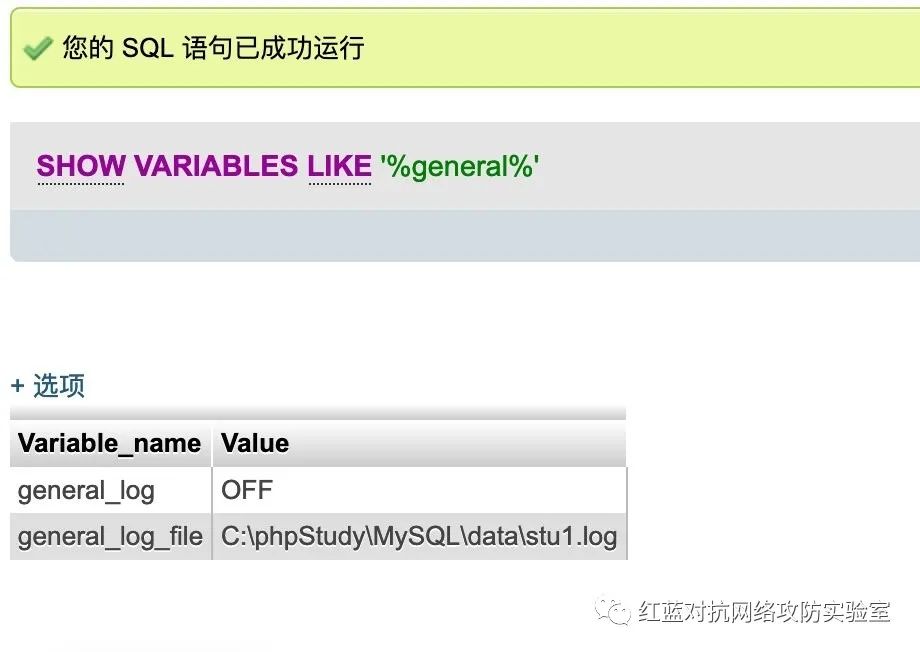 您的 SQL 语句已成功运行
SHOW VARIABLES LIKE '%general%'
+ 选项
Variable_name Value
general_log OFF
general_log_file C:\phpStudy\MySQL\data\stu1.log
红蓝对抗网络攻防实验室